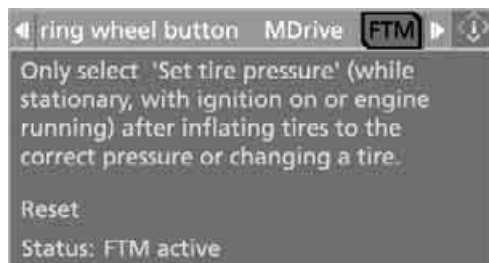 ring wheel button MDrive FTM
Only select 'Set tire pressure' (while
stationary, with ignition on or engine
running) after inflating tires to the
correct pressure or changing a tire.
Reset
Status: FTM active